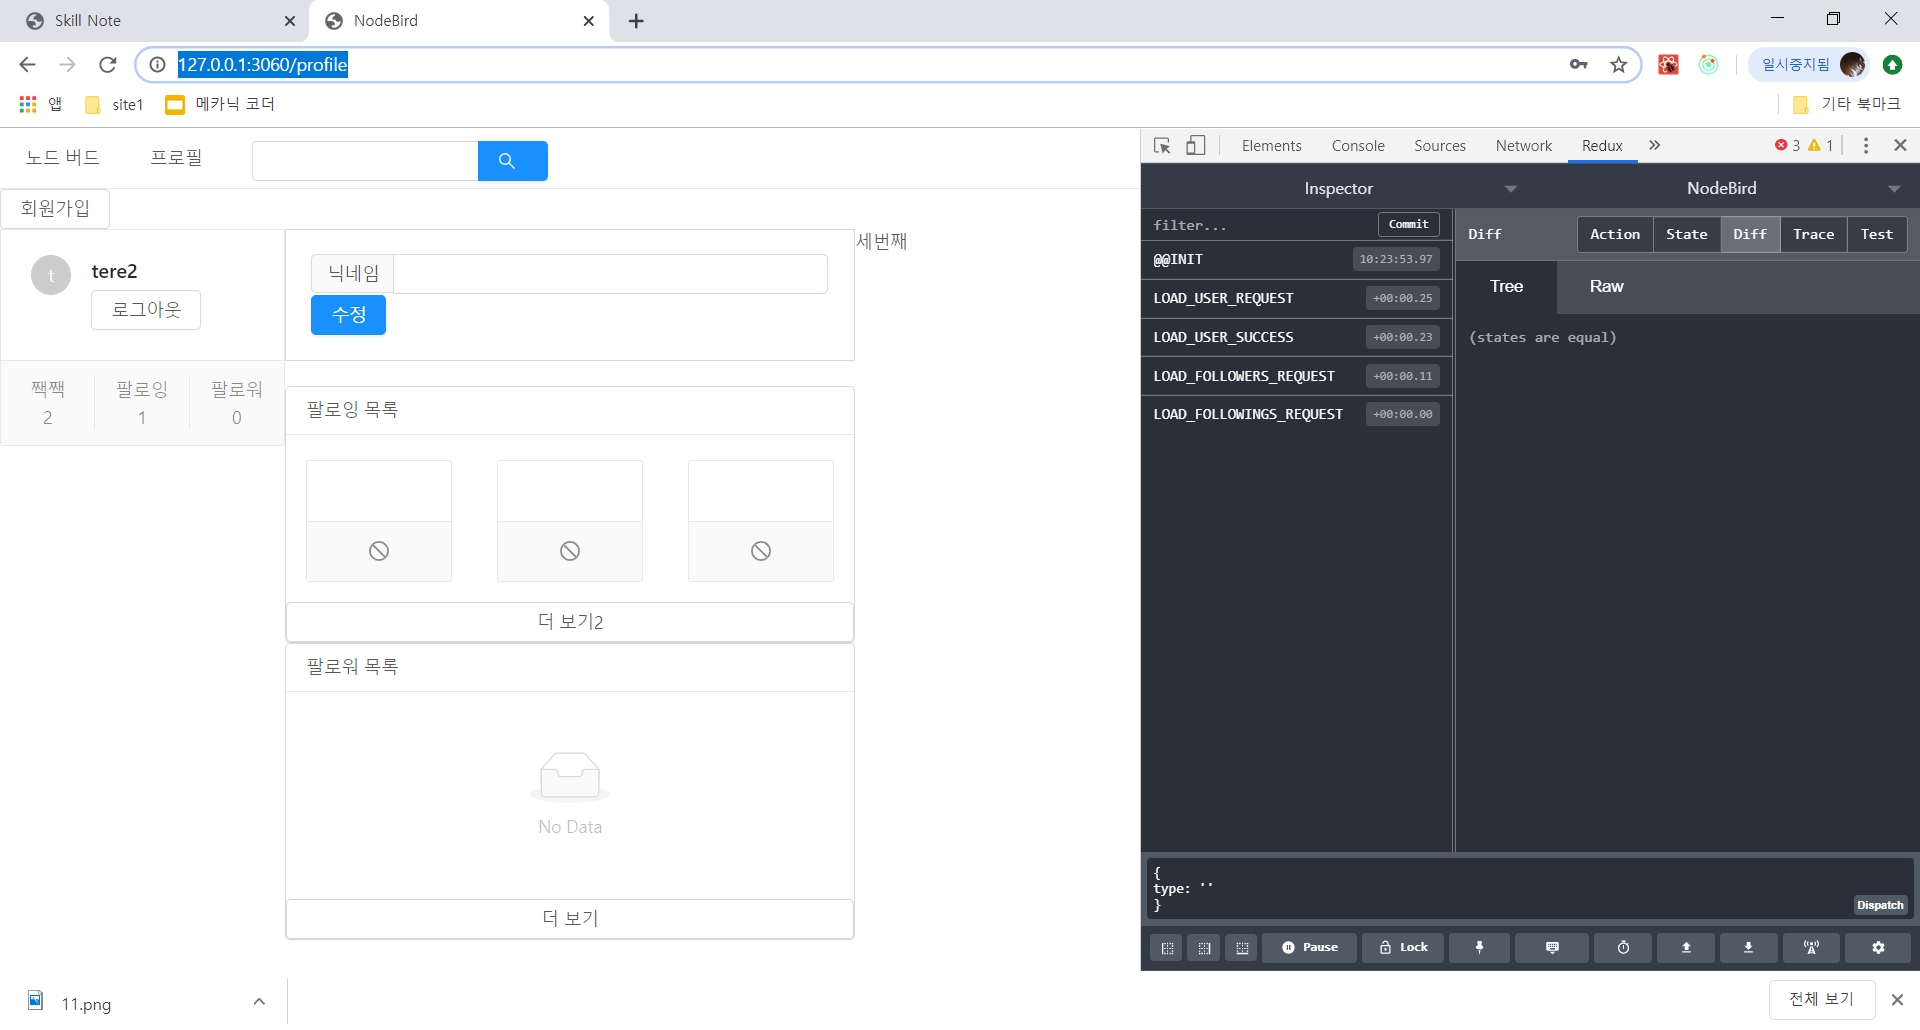 Skill Note
NodeBird
127.0.0.1:3060/profile
일시중지됨
앱
site1
메카닉 코더
기타 북마크
노드 버드
프로필
회원가입
t
tere2
로그아웃
짹짹
2
팔로잉
1
팔로워
0
닉네임
수정
세번째
팔로잉 목록
더 보기2
팔로워 목록
No Data
더 보기
Elements
Console
Sources
Network
Redux
»
3
1
Inspector
NodeBird
filter...
Commit
@@INIT
10:23:53.97
LOAD_USER_REQUEST
+00:00.25
LOAD_USER_SUCCESS
+00:00.23
LOAD_FOLLOWERS_REQUEST
+00:00.11
LOAD_FOLLOWINGS_REQUEST
+00:00.00
Diff
Action
State
Diff
Trace
Test
Tree
Raw
(states are equal)
{
type: ''
}
Dispatch
Pause
Lock
11.png
전체 보기